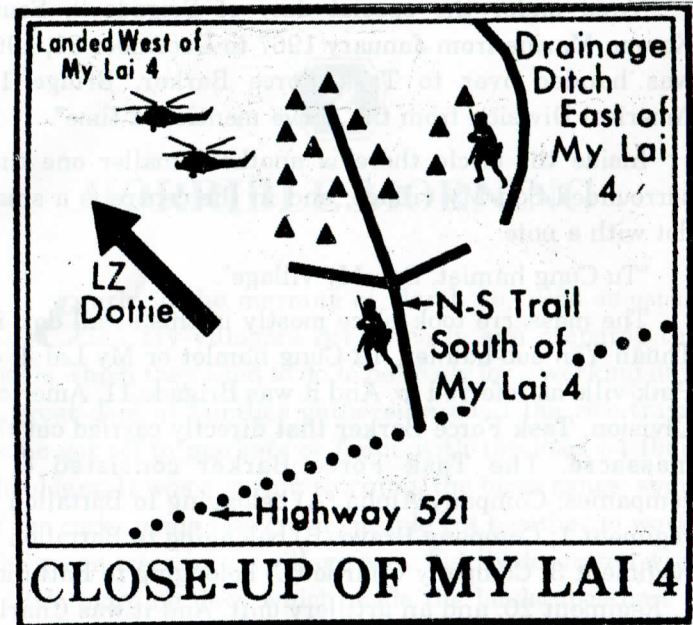 Landed West of
My Lai 4
Drainage
Ditch
East of
My Lai
4
LZ
Dottie
N-S Trail
South of
My Lai 4
Highway 521
CLOSE-UP OF MY LAI 4